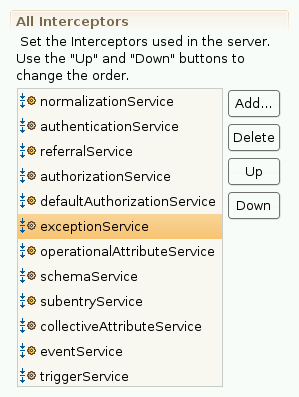 All Interceptors
Set the Interceptors used in the server.
Use the "Up" and "Down" buttons to
change the order.
normalizationService
authenticationService
referralService
authorizationService
defaultAuthorizationService
exceptionService
operationalAttributeService
schemaService
subentryService
collectiveAttributeService
eventService
triggerService
Add...
Delete
Up
Down